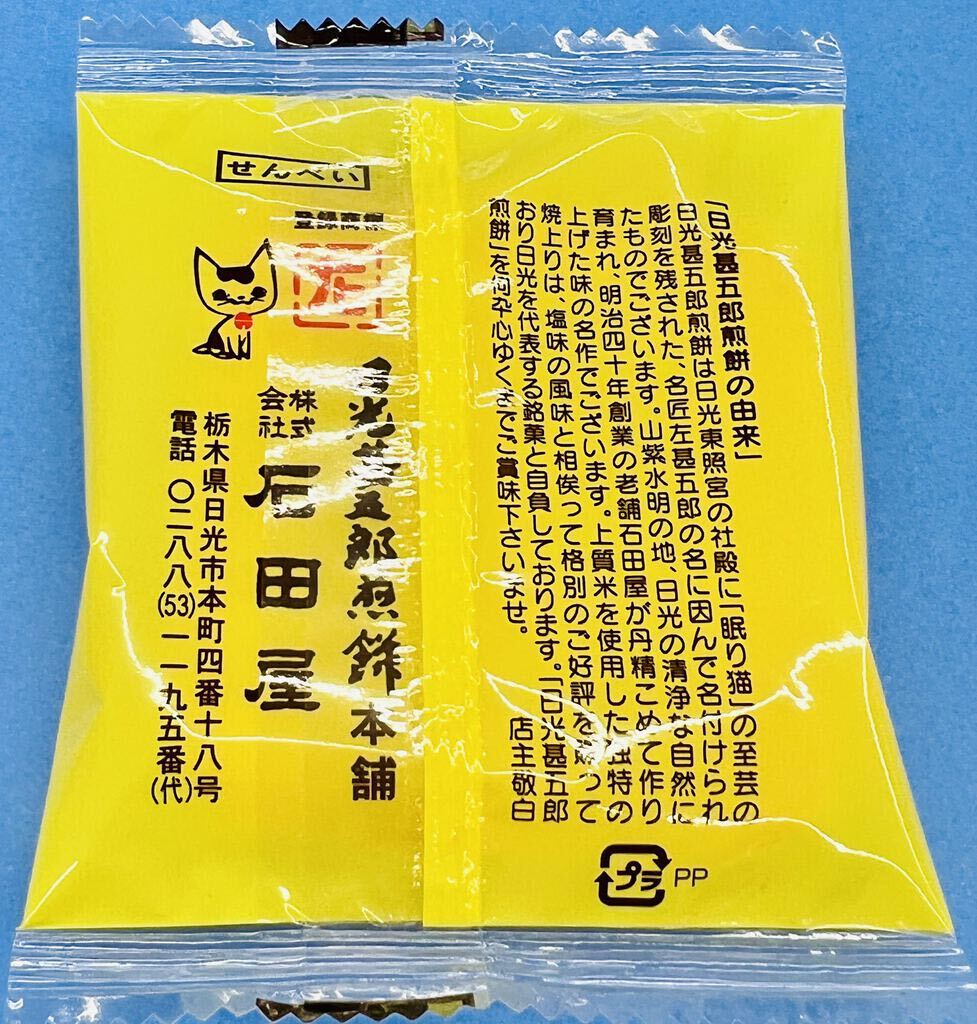 「日光甚五郎煎餅の由来」
日光甚五郎煎餅は日光東照宮の社殿に「眠り猫」の至芸の
彫刻を残された、名匠左甚五郎の名に因んで名付けられ
たものでございます。山紫水明の地、日光の清浄な自然に
育まれ、明治四十年創業の老舗石田屋が丹精こめて作り
上げた味の名作でございます。上質米を使用した独特の
焼上りは、塩味の風味と相俟って格別のご好評を賜って
おり日光を代表する銘菓と自負しております。「日光甚五郎
煎餅」を何卒心ゆくまでご賞味下さいませ。
店主敬白
プラ PP
せんべい
登録商標
日光甚五郎煎餅本舗
株式会社 石田屋
栃木県日光市本町四番十八号
電話 〇二八八(53)一一九五番(代)